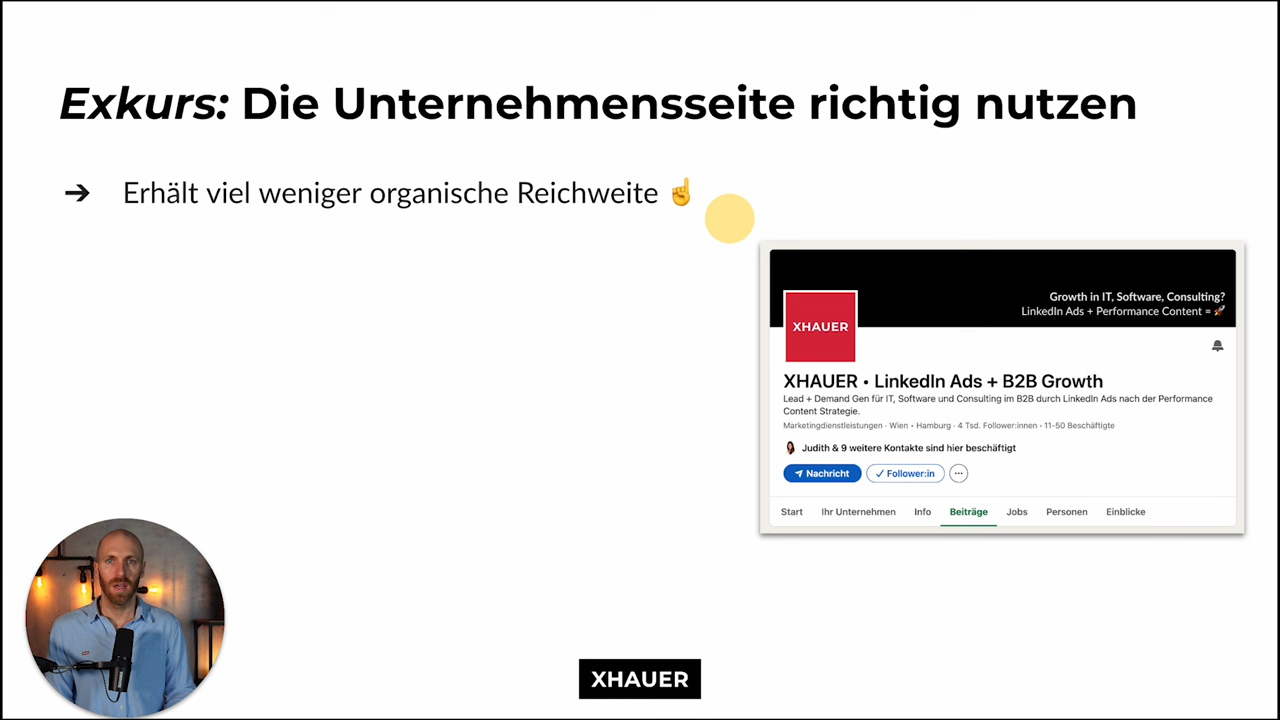 Exkurs: Die Unternehmensseite richtig nutzen
➔ Erhält viel weniger organische Reichweite ☝
Growth in IT, Software, Consulting?
LinkedIn Ads + Performance Content = 🚀
XHAUER
XHAUER • LinkedIn Ads + B2B Growth
Lead + Demand Gen für IT, Software und Consulting im B2B durch LinkedIn Ads nach der Performance
Content Strategie.
Marketingdienstleistungen · Wien • Hamburg · 4 Tsd. Follower:innen · 11-50 Beschäftigte
Judith & 9 weitere Kontakte sind hier beschäftigt
Nachricht ✓ Follower:in ···
Start Ihr Unternehmen Info Beiträge Jobs Personen Einblicke
XHAUER